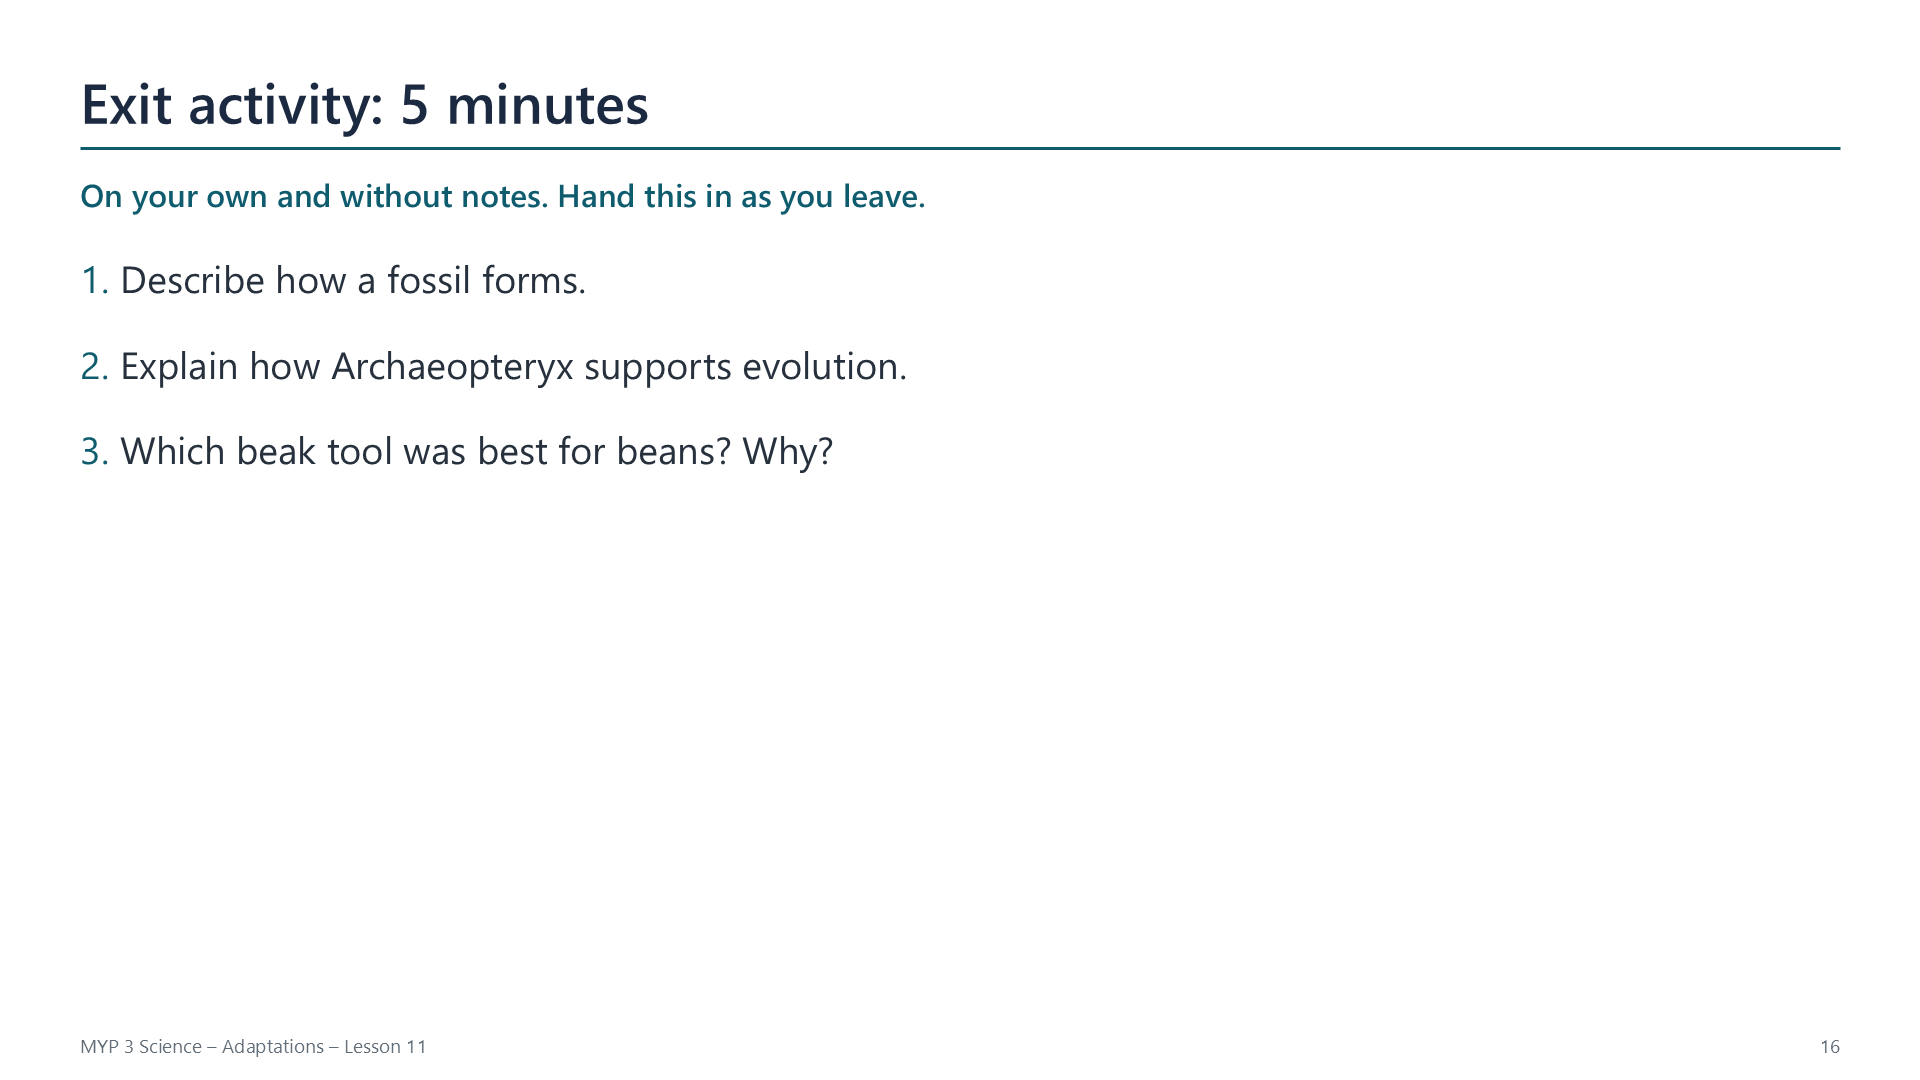 Exit activity: 5 minutes
On your own and without notes. Hand this in as you leave.
1. Describe how a fossil forms.
2. Explain how Archaeopteryx supports evolution.
3. Which beak tool was best for beans? Why?
MYP 3 Science – Adaptations – Lesson 11
16